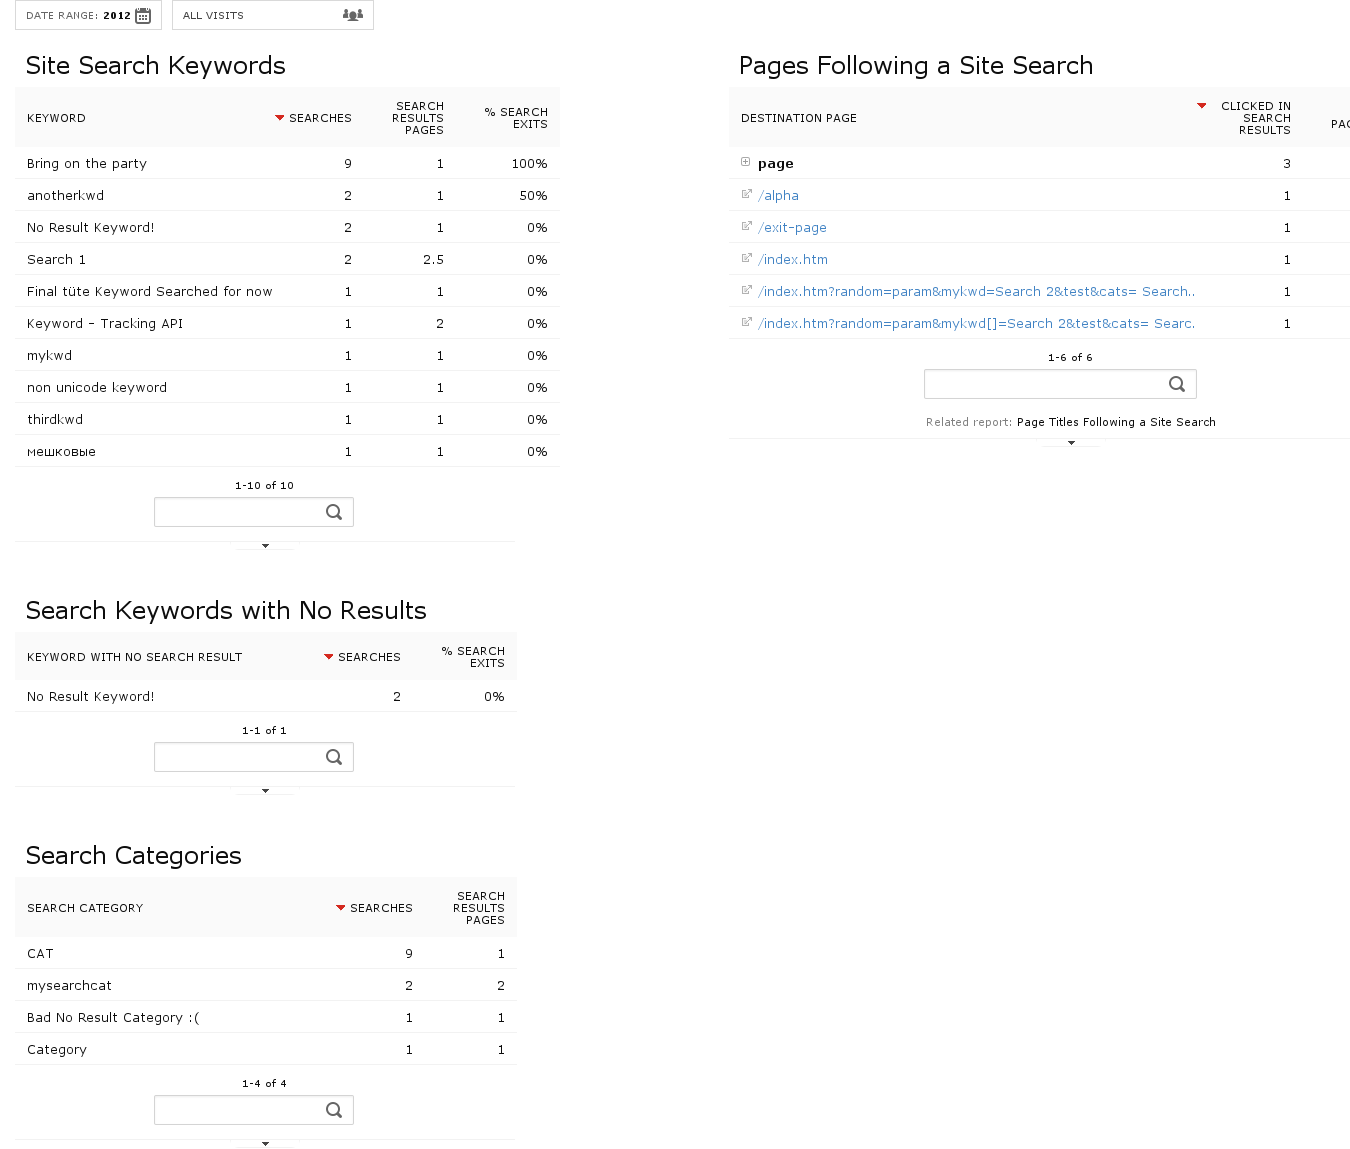 DATE RANGE: 2012
ALL VISITS
Site Search Keywords
KEYWORD
SEARCHES
SEARCH
RESULTS
PAGES
% SEARCH
EXITS
Bring on the party 9 1 100%
anotherkwd 2 1 50%
No Result Keyword! 2 1 0%
Search 1 2 2.5 0%
Final tüte Keyword Searched for now 1 1 0%
Keyword - Tracking API 1 2 0%
mykwd 1 1 0%
non unicode keyword 1 1 0%
thirdkwd 1 1 0%
мешковые 1 1 0%
1-10 of 10
Search Keywords with No Results
KEYWORD WITH NO SEARCH RESULT
SEARCHES
% SEARCH
EXITS
No Result Keyword! 2 0%
1-1 of 1
Search Categories
SEARCH CATEGORY
SEARCHES
SEARCH
RESULTS
PAGES
CAT 9 1
mysearchcat 2 2
Bad No Result Category :( 1 1
Category 1 1
1-4 of 4
Pages Following a Site Search
DESTINATION PAGE
CLICKED IN
SEARCH
RESULTS
page 3
/alpha 1
/exit-page 1
/index.htm 1
/index.htm?random=param&mykwd=Search 2&test&cats= Search.. 1
/index.htm?random=param&mykwd[]=Search 2&test&cats= Searc. 1
1-6 of 6
Related report: Page Titles Following a Site Search